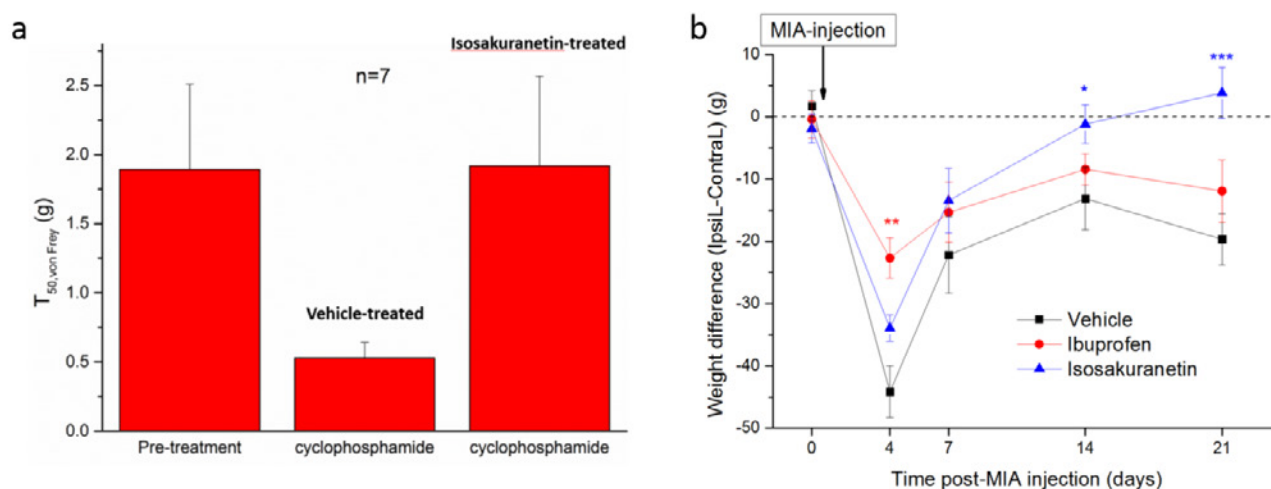 a
Isosakuranetin-treated
n=7
Vehicle-treated
T50,von Frey (g)
2.5
2.0
1.5
1.0
0.5
0.0
Pre-treatment
cyclophosphamide
cyclophosphamide
b
MIA-injection
Weight difference (IpsiL-ContraL) (g)
10
0
-10
-20
-30
-40
-50
**
*
***
Vehicle
Ibuprofen
Isosakuranetin
0
4
7
14
21
Time post-MIA injection (days)